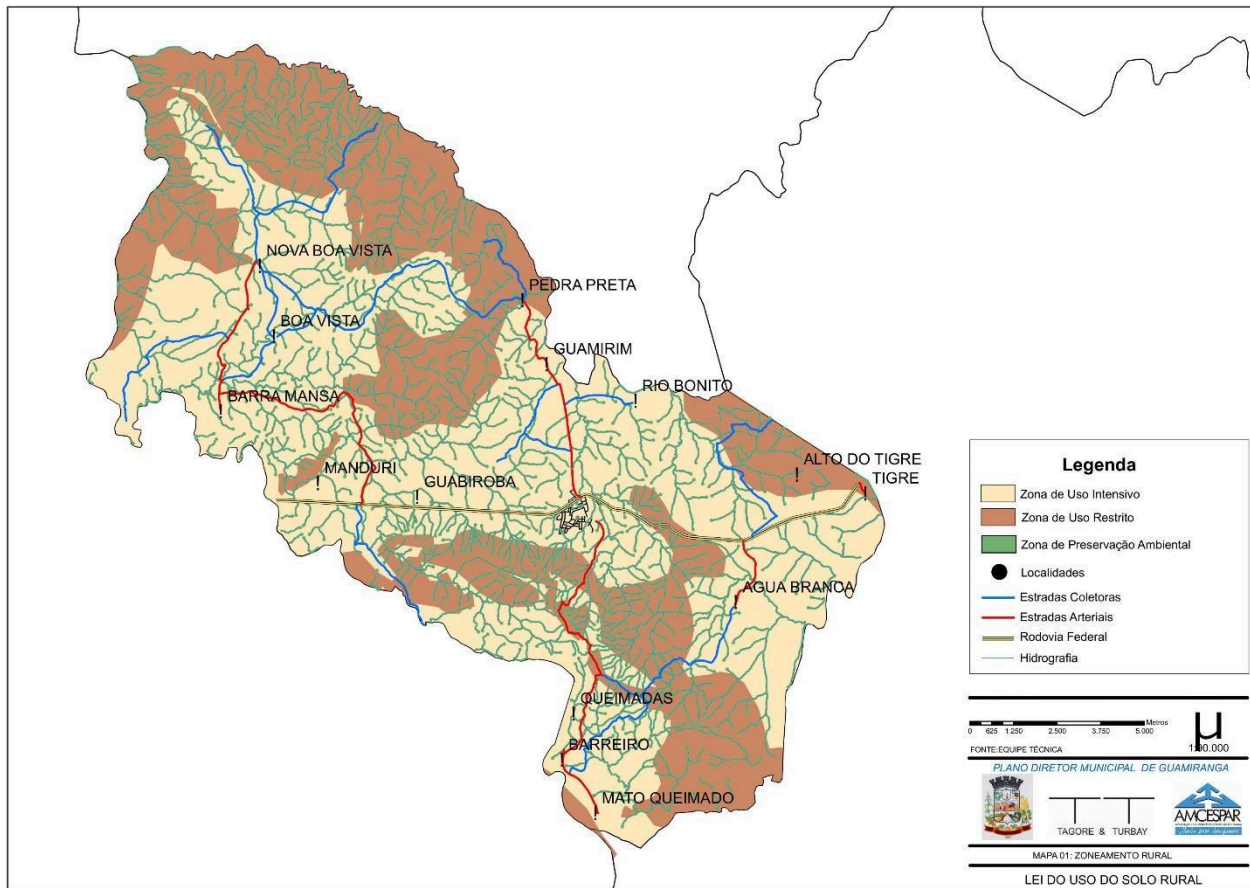 NOVA BOA VISTA
PEDRA PRETA
BOA VISTA
GUAMIRIM
RIO BONITO
BARRA MANSA
ALTO DO TIGRE
MANDURI
GUABIROBA
TIGRE
AGUA BRANCA
QUEIMADAS
BARREIRO
MATO QUEIMADO
Legenda
Zona de Uso Intensivo
Zona de Uso Restrito
Zona de Preservação Ambiental
Localidades
Estradas Coletoras
Estradas Arteriais
Rodovia Federal
Hidrografia
0 625 1.250 2.500 3.750 5.000 Metros
µ
1:90.000
FONTE:EQUIPE TÉCNICA
PLANO DIRETOR MUNICIPAL DE GUAMIRANGA
TAGORE & TURBAY
AMCESPAR
MAPA 01: ZONEAMENTO RURAL
LEI DO USO DO SOLO RURAL